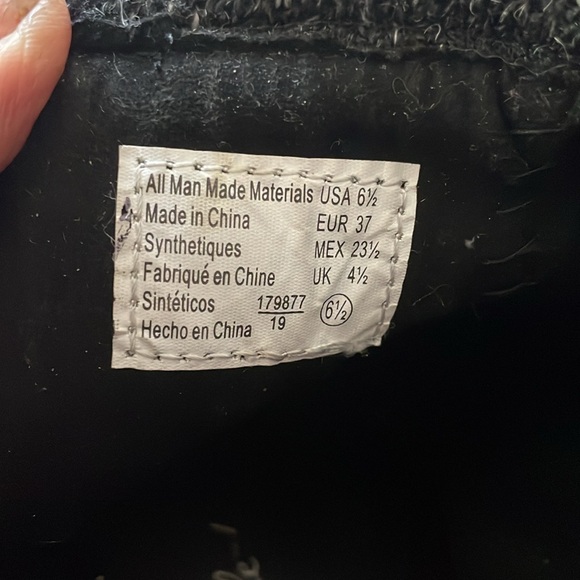 All Man Made Materials USA 6½
Made in China EUR 37
Synthetiques MEX 23½
Fabriqué en Chine UK 4½
Sintéticos 179877 6½
Hecho en China 19